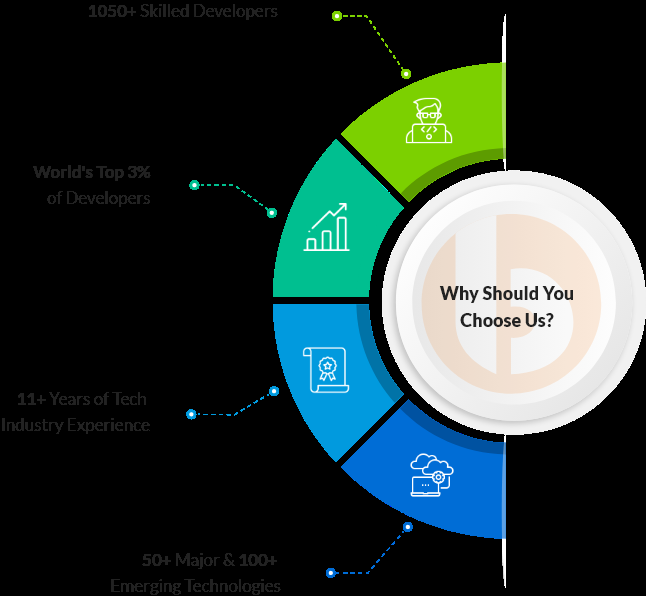 1050+ Skilled Developers
World's Top 3%
of Developers
Why Should You
Choose Us?
11+ Years of Tech
Industry Experience
50+ Major & 100+
Emerging Technologies